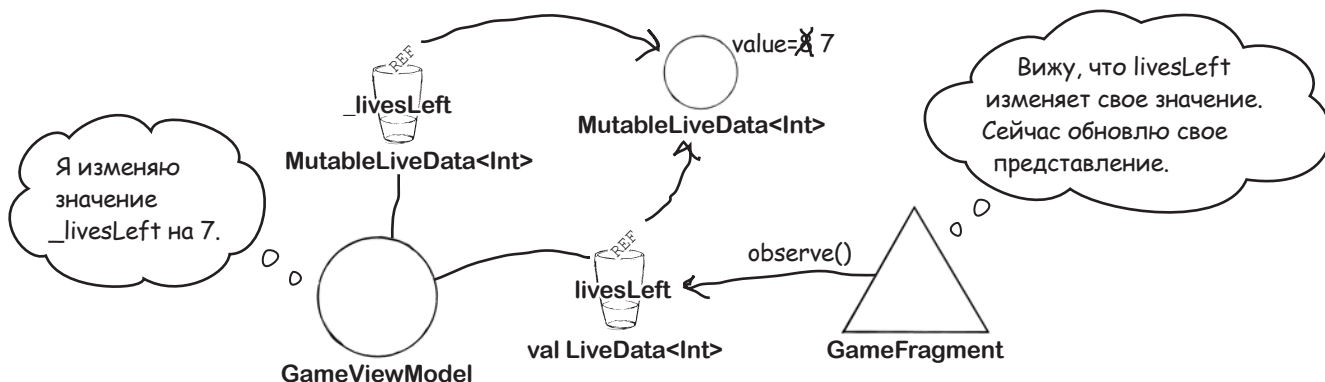 REF
_livesLeft
MutableLiveData<Int>
value=8 7
MutableLiveData<Int>
Вижу, что livesLeft
изменяет свое значение.
Сейчас обновлю свое
представление.
Я изменяю
значение
_livesLeft на 7.
REF
livesLeft
val LiveData<Int>
observe()
GameFragment
GameViewModel